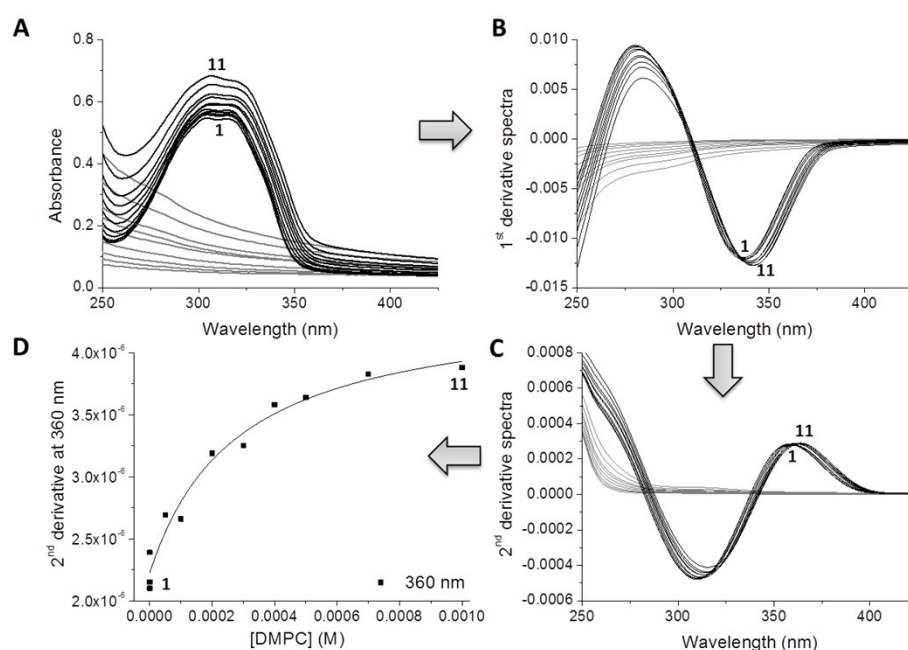 A
0.8
0.6
0.4
0.2
0.0
Absorbance
11
1
250 300 350 400
Wavelength (nm)
B
0.010
0.005
0.000
-0.005
-0.010
-0.015
1st derivative spectra
1
11
250 300 350 400
Wavelength (nm)
D
4.0x10-6
3.5x10-6
3.0x10-6
2.5x10-6
2.0x10-6
2nd derivative at 360 nm
11
1
360 nm
0.0000 0.0002 0.0004 0.0006 0.0008 0.0010
[DMPC] (M)
C
0.0008
0.0006
0.0004
0.0002
0.0000
-0.0002
-0.0004
-0.0006
2nd derivative spectra
11
1
250 300 350 400
Wavelength (nm)